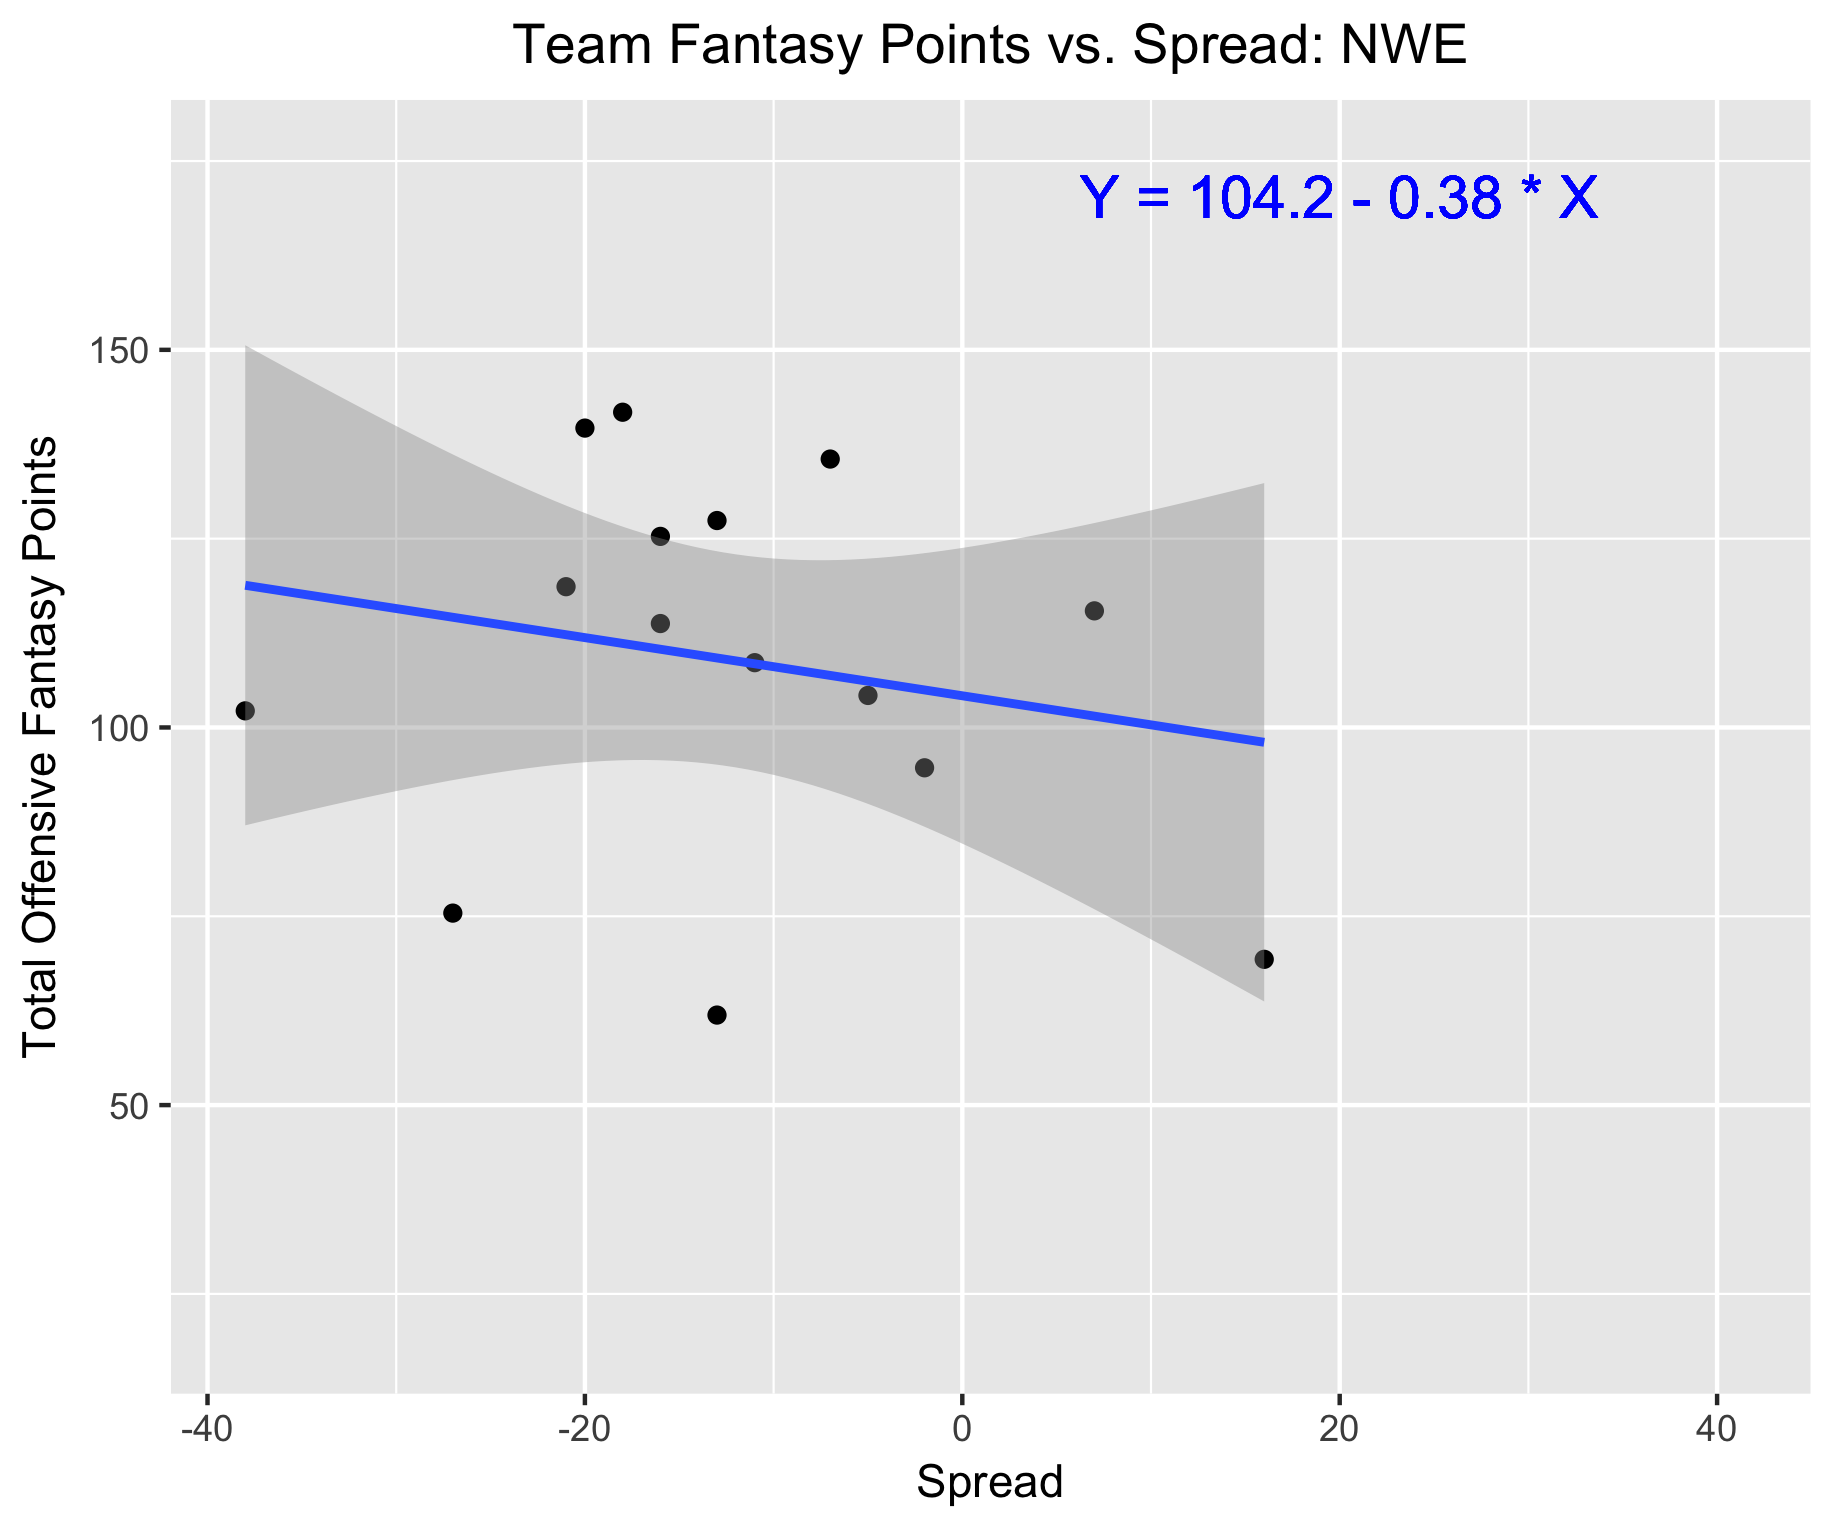 Team Fantasy Points vs. Spread: NWE
Y = 104.2 - 0.38 * X
Total Offensive Fantasy Points
150
100
50
-40
-20
0
20
40
Spread